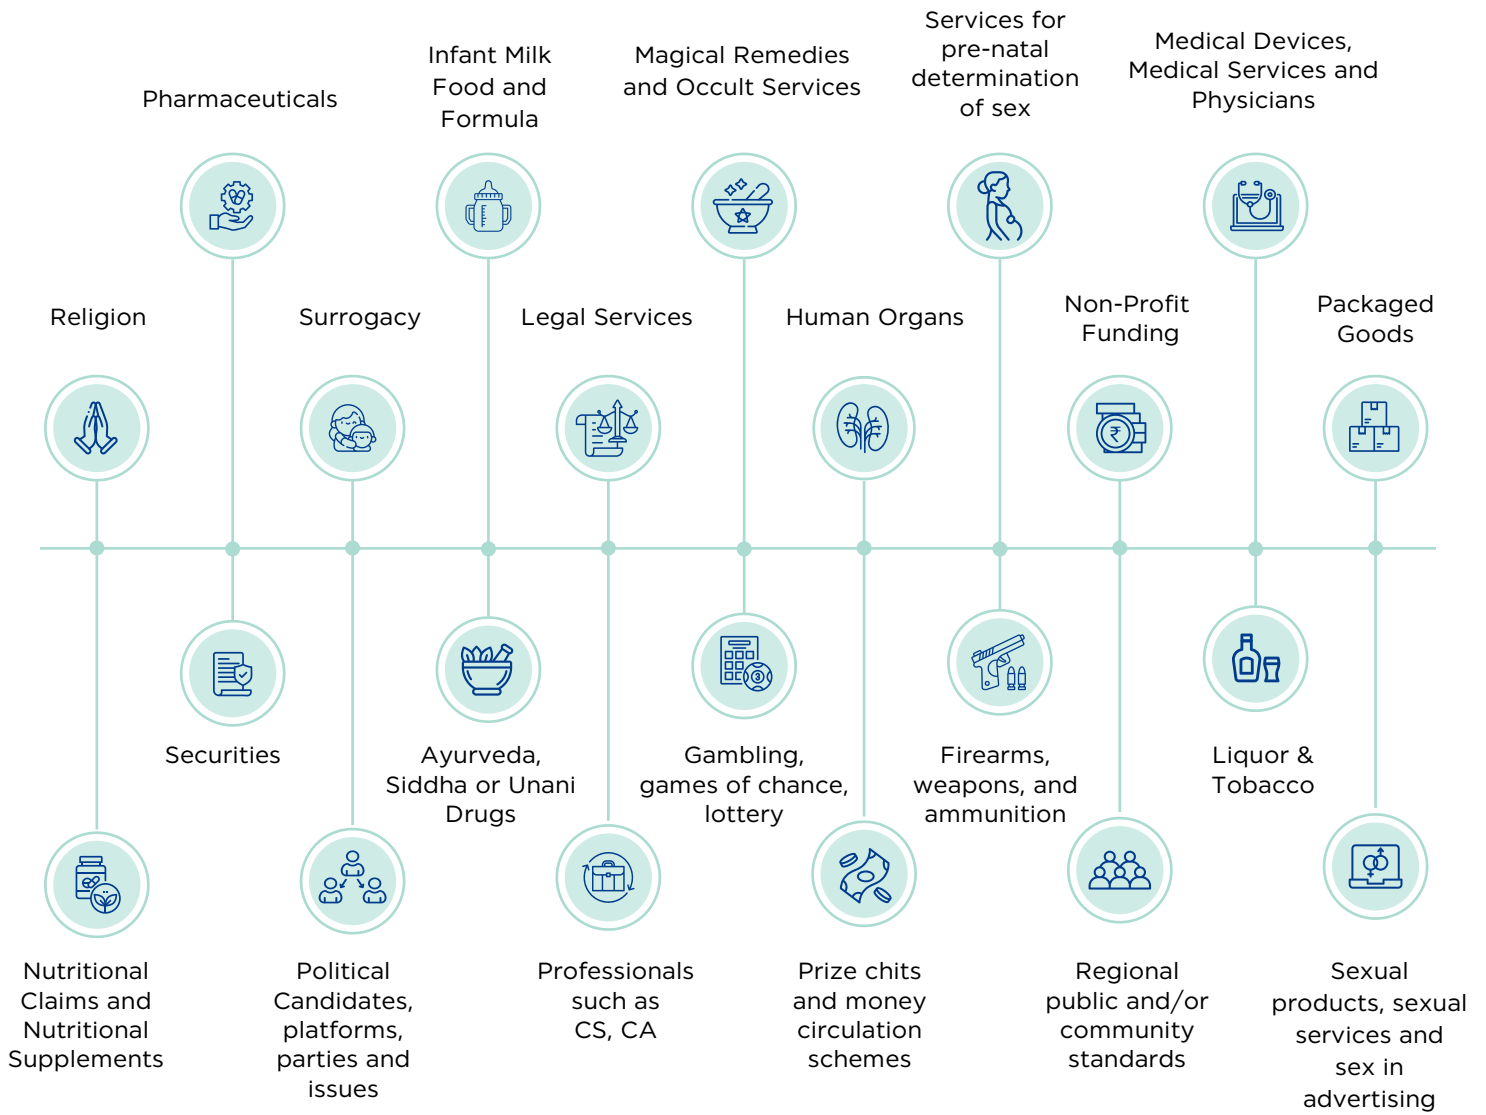 Pharmaceuticals
Infant Milk
Food and
Formula
Magical Remedies
and Occult Services
Services for
pre-natal
determination
of sex
Medical Devices,
Medical Services and
Physicians
Religion
Surrogacy
Legal Services
Human Organs
Non-Profit
Funding
Packaged
Goods
₹
3
Securities
Ayurveda,
Siddha or Unani
Drugs
Gambling,
games of chance,
lottery
Firearms,
weapons, and
ammunition
Liquor &
Tobacco
Nutritional
Claims and
Nutritional
Supplements
Political
Candidates,
platforms,
parties and
issues
Professionals
such as
CS, CA
Prize chits
and money
circulation
schemes
Regional
public and/or
community
standards
Sexual
products, sexual
services and
sex in
advertising